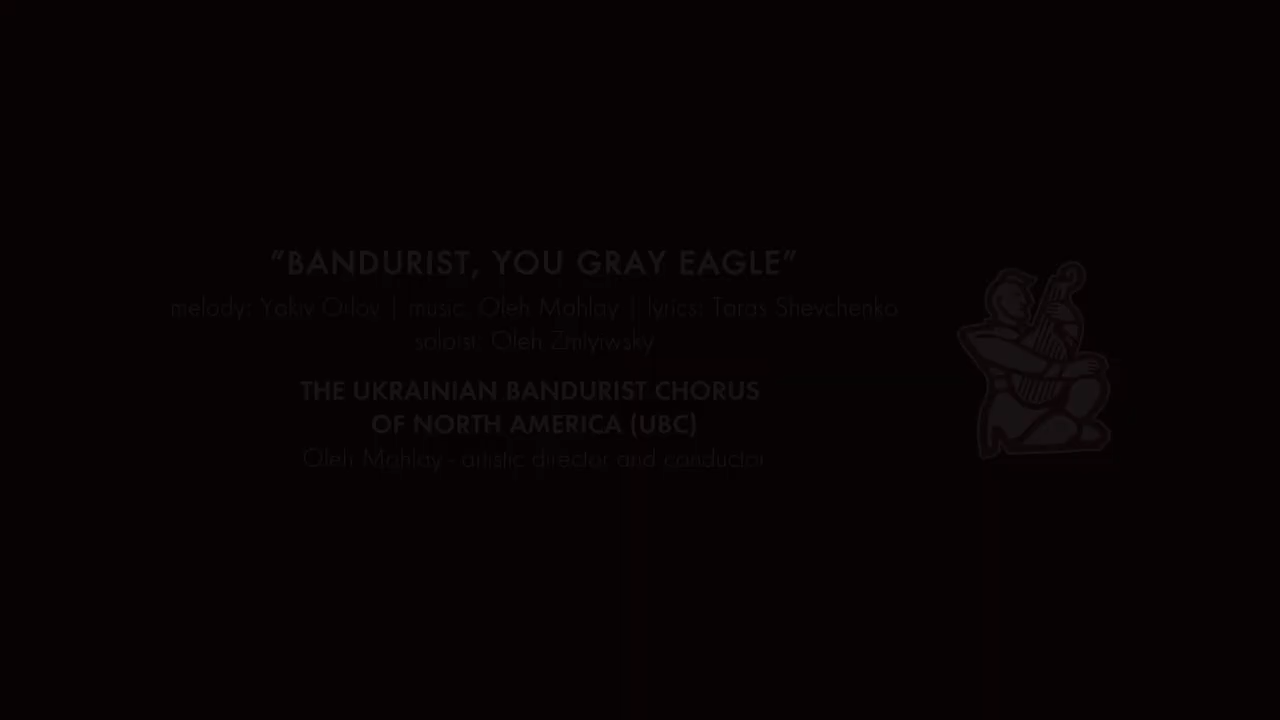 "BANDURIST, YOU GRAY EAGLE"
melody: Yakiv Orlov | music: Oleh Mahlay | lyrics: Taras Shevchenko
soloist: Oleh Zmiyiwsky
THE UKRAINIAN BANDURIST CHORUS
OF NORTH AMERICA (UBC)
Oleh Mahlay - artistic director and conductor